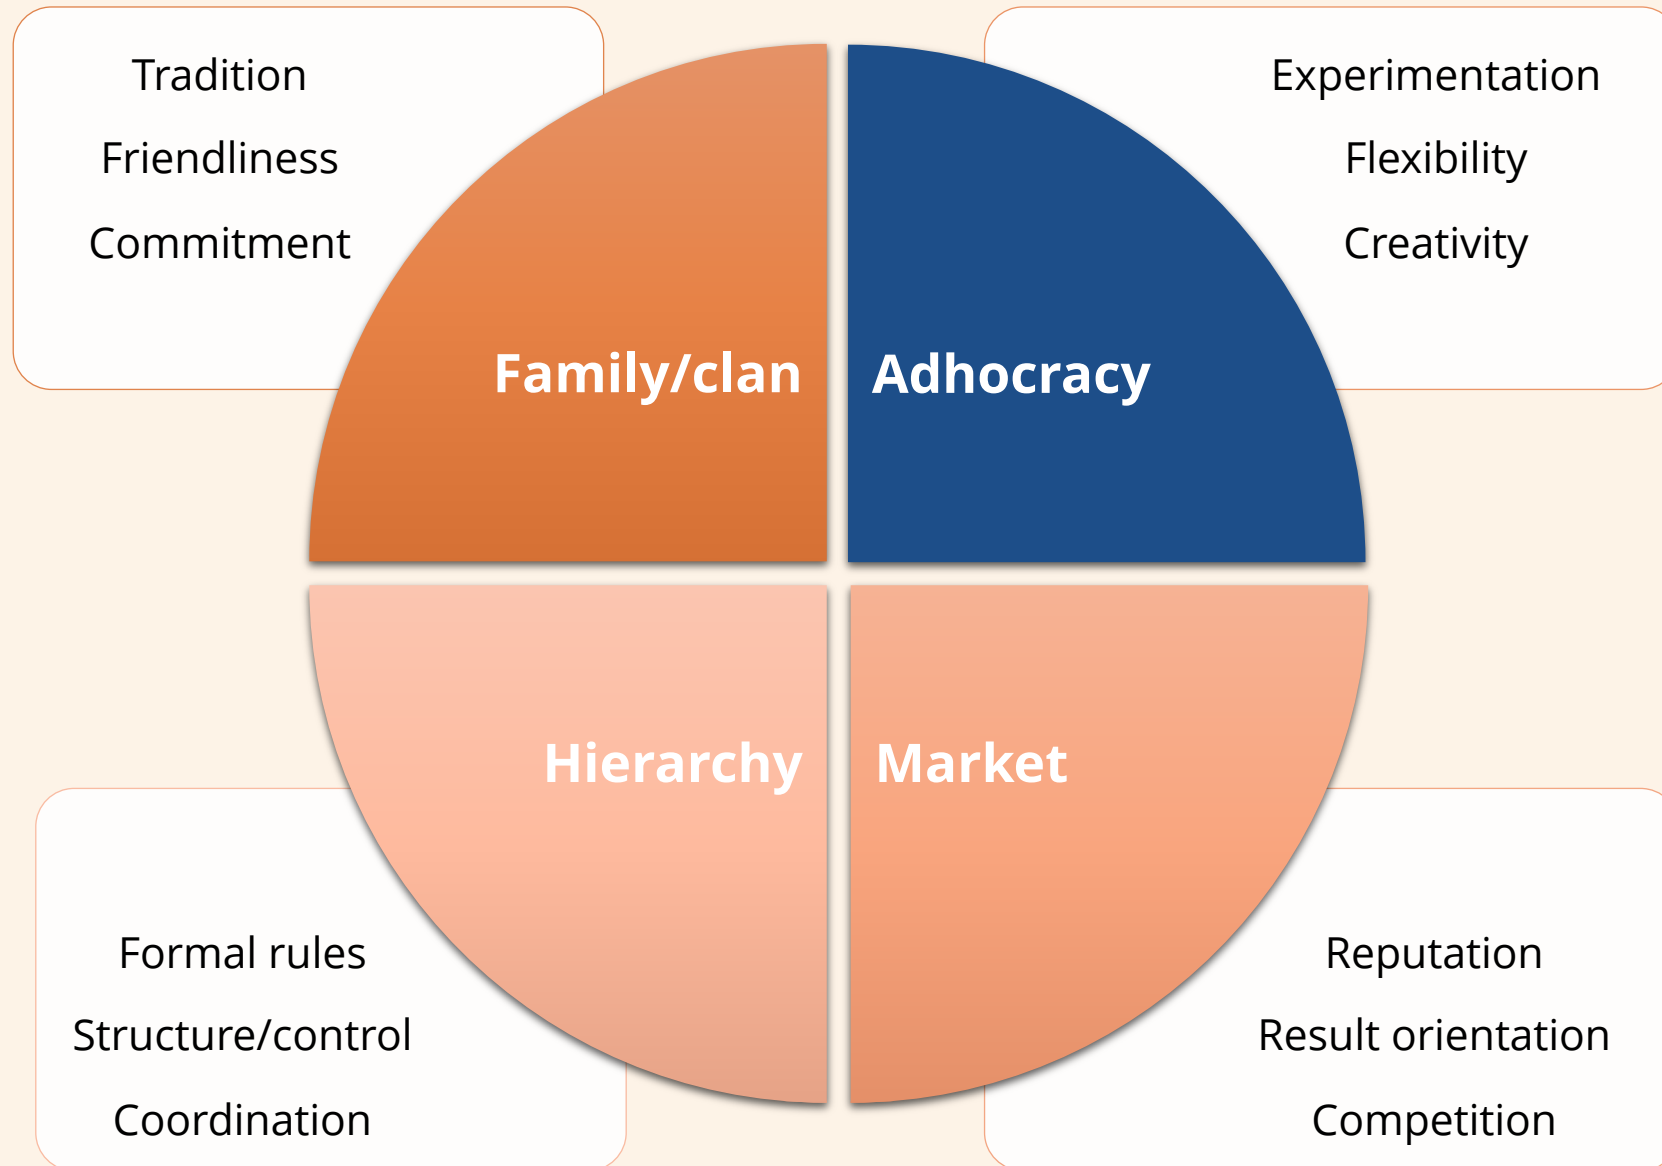 Tradition
Friendliness
Commitment
Experimentation
Flexibility
Creativity
Family/clan
Adhocracy
Hierarchy
Market
Formal rules
Structure/control
Coordination
Reputation
Result orientation
Competition